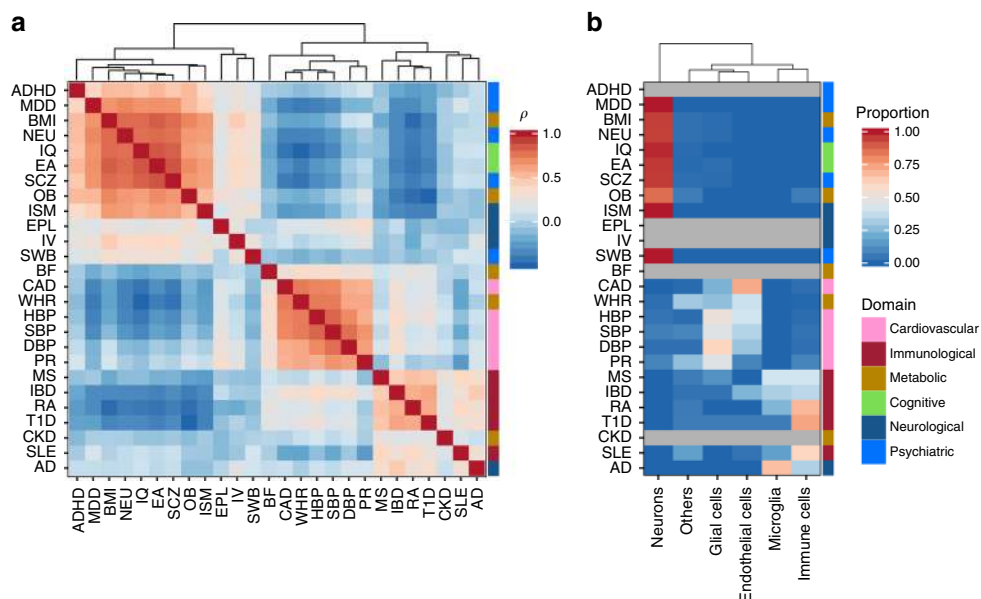 a
ADHD
MDD
BMI
NEU
IQ
EA
SCZ
OB
ISM
EPL
IV
SWB
BF
CAD
WHR
HBP
SBP
DBP
PR
MS
IBD
RA
T1D
CKD
SLE
AD
ADHD
MDD
BMI
NEU
IQ
EA
SCZ
OB
ISM
EPL
IV
SWB
BF
CAD
WHR
HBP
SBP
DBP
PR
MS
IBD
RA
T1D
CKD
SLE
AD
ρ
1.0
0.5
0.0
b
ADHD
MDD
BMI
NEU
IQ
EA
SCZ
OB
ISM
EPL
IV
SWB
BF
CAD
WHR
HBP
SBP
DBP
PR
MS
IBD
RA
T1D
CKD
SLE
AD
Neurons
Others
Glial cells
Endothelial cells
Microglia
Immune cells
Proportion
1.00
0.75
0.50
0.25
0.00
Domain
Cardiovascular
Immunological
Metabolic
Cognitive
Neurological
Psychiatric